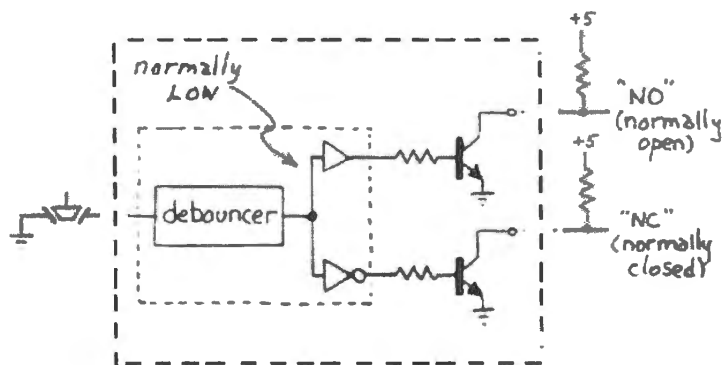 normally
LOW
debouncer
+5
"NO"
(normally
open)
+5
"NC"
(normally
closed)